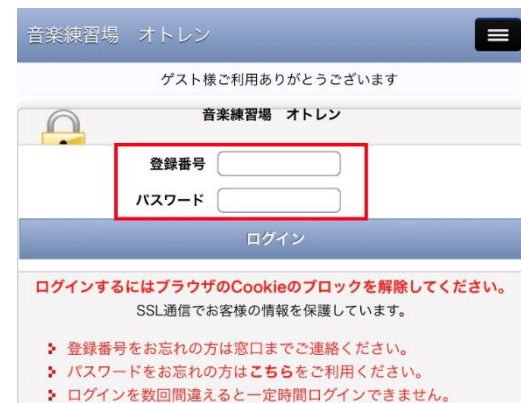 音楽練習場　オトレン
ゲスト様ご利用ありがとうございます
音楽練習場　オトレン
登録番号
パスワード
ログイン
ログインするにはブラウザのCookieのブロックを解除してください。
SSL通信でお客様の情報を保護しています。
登録番号をお忘れの方は窓口までご連絡ください。
パスワードをお忘れの方はこちらをご利用ください。
ログインを数回間違えると一定時間ログインできません。